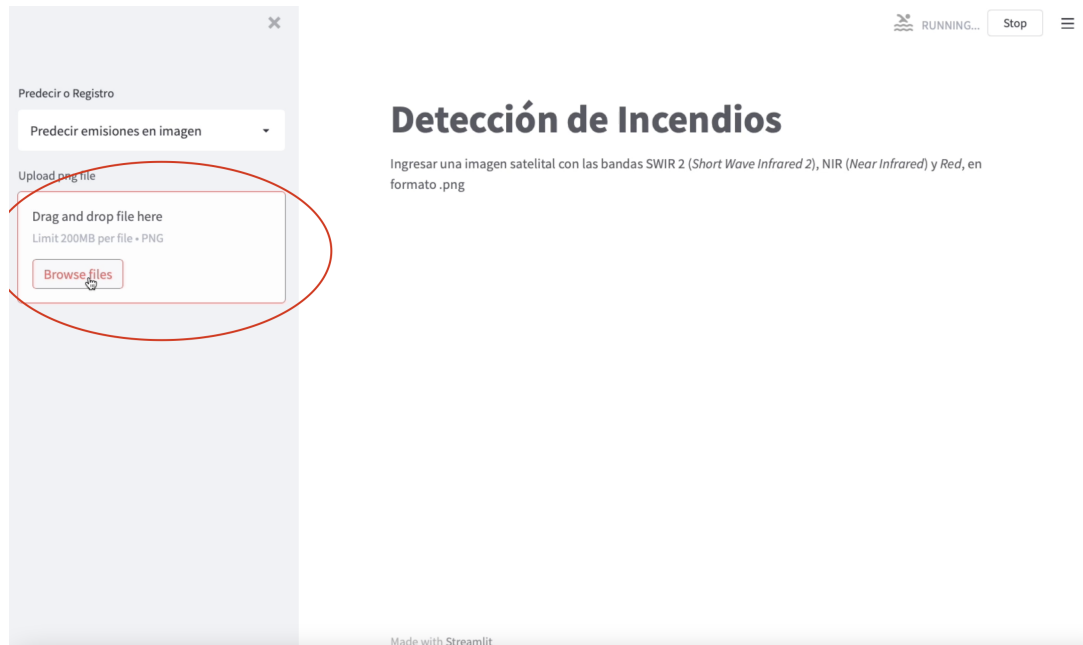 RUNNING...
Stop
Predecir o Registro
Predecir emisiones en imagen
Upload png file
Drag and drop file here
Limit 200MB per file • PNG
Browse files
Detección de Incendios
Ingresar una imagen satelital con las bandas SWIR 2 (Short Wave Infrared 2), NIR (Near Infrared) y Red, en
formato .png
Made with Streamlit